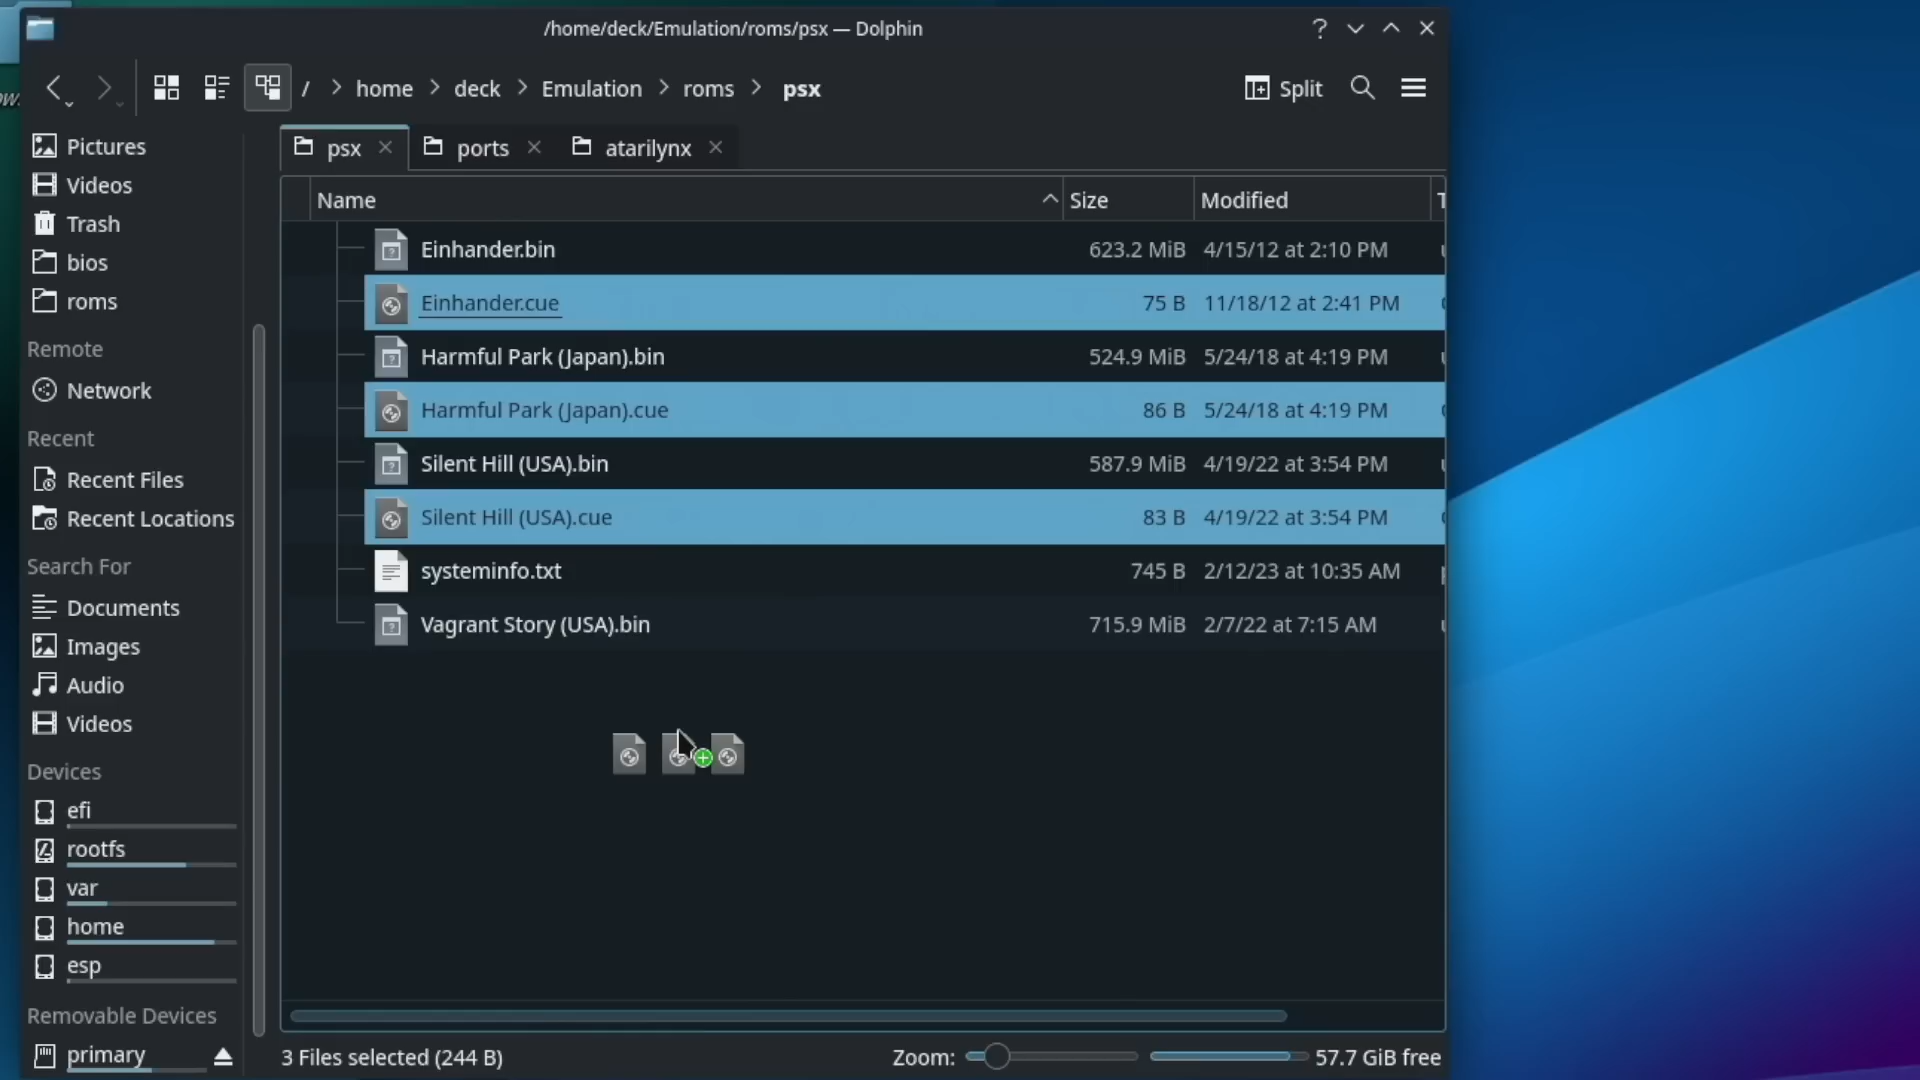 /home/deck/Emulation/roms/psx — Dolphin
/ > home > deck > Emulation > roms > psx
Split
psx
ports
atarilynx
Name
Size
Modified
Einhander.bin 623.2 MiB 4/15/12 at 2:10 PM
Einhander.cue 75 B 11/18/12 at 2:41 PM
Harmful Park (Japan).bin 524.9 MiB 5/24/18 at 4:19 PM
Harmful Park (Japan).cue 86 B 5/24/18 at 4:19 PM
Silent Hill (USA).bin 587.9 MiB 4/19/22 at 3:54 PM
Silent Hill (USA).cue 83 B 4/19/22 at 3:54 PM
systeminfo.txt 745 B 2/12/23 at 10:35 AM
Vagrant Story (USA).bin 715.9 MiB 2/7/22 at 7:15 AM
Pictures
Videos
Trash
bios
roms
Remote
Network
Recent
Recent Files
Recent Locations
Search For
Documents
Images
Audio
Videos
Devices
efi
rootfs
var
home
esp
Removable Devices
primary
3 Files selected (244 B)
Zoom:
57.7 GiB free